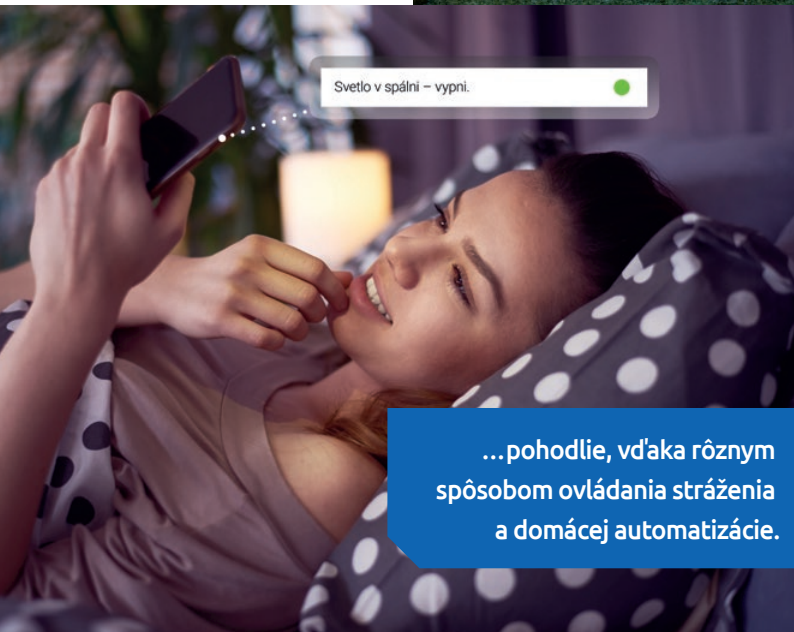 Svetlo v spálni – vypni.
...pohodlie, vďaka rôznym
spôsobom ovládania stráženia
a domácej automatizácie.